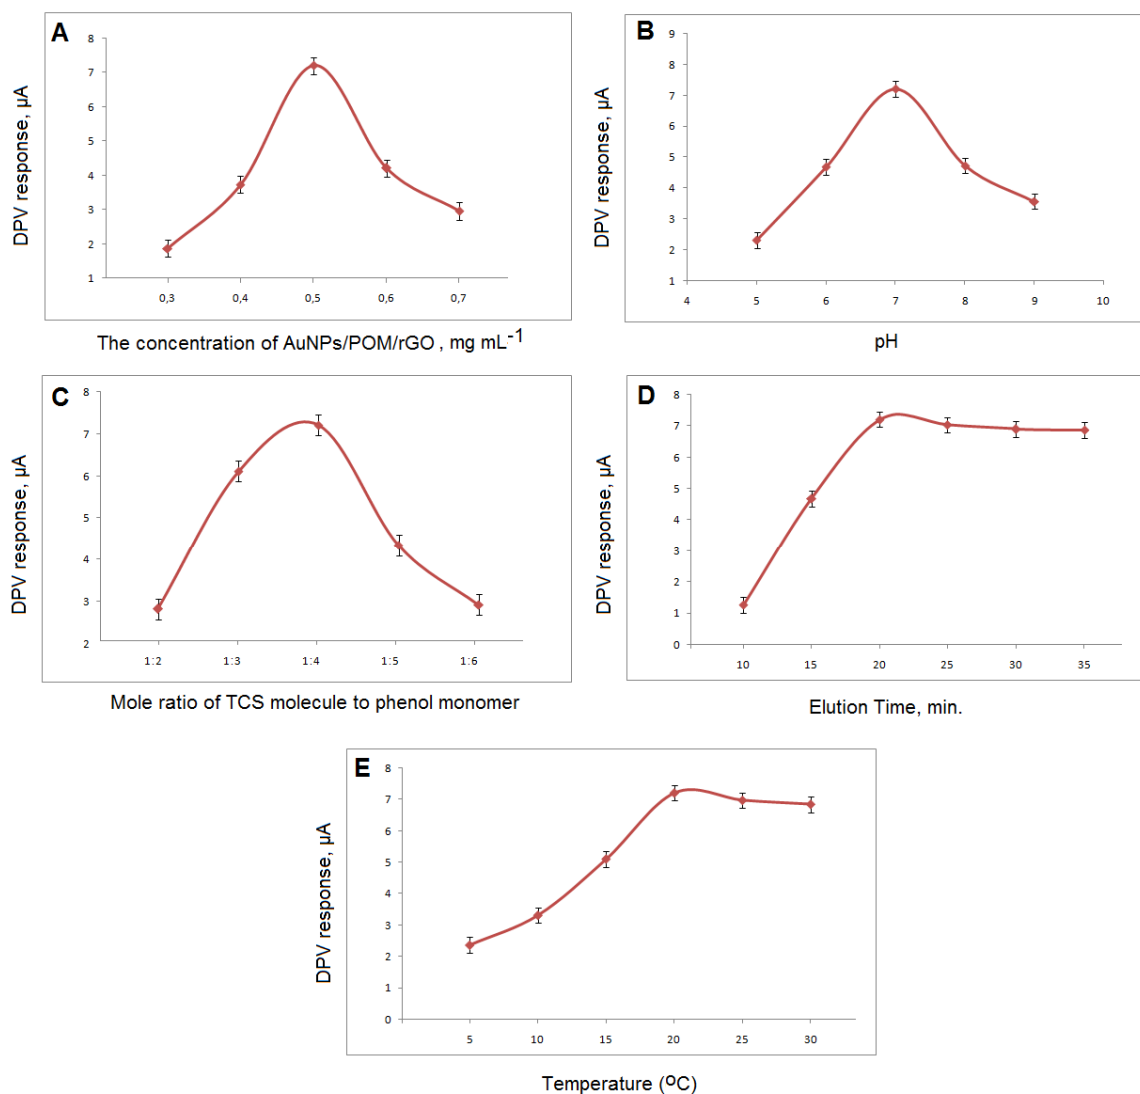 A
DPV response, µA
8
7
6
5
4
3
2
1
0,3 0,4 0,5 0,6 0,7
The concentration of AuNPs/POM/rGO , mg mL-1
B
DPV response, µA
9
8
7
6
5
4
3
2
1
4 5 6 7 8 9 10
pH
C
DPV response, µA
8
7
6
5
4
3
2
1:2 1:3 1:4 1:5 1:6
Mole ratio of TCS molecule to phenol monomer
D
DPV response, µA
8
7
6
5
4
3
2
1
0
10 15 20 25 30 35
Elution Time, min.
E
DPV response, µA
8
7
6
5
4
3
2
1
0
5 10 15 20 25 30
Temperature (ºC)